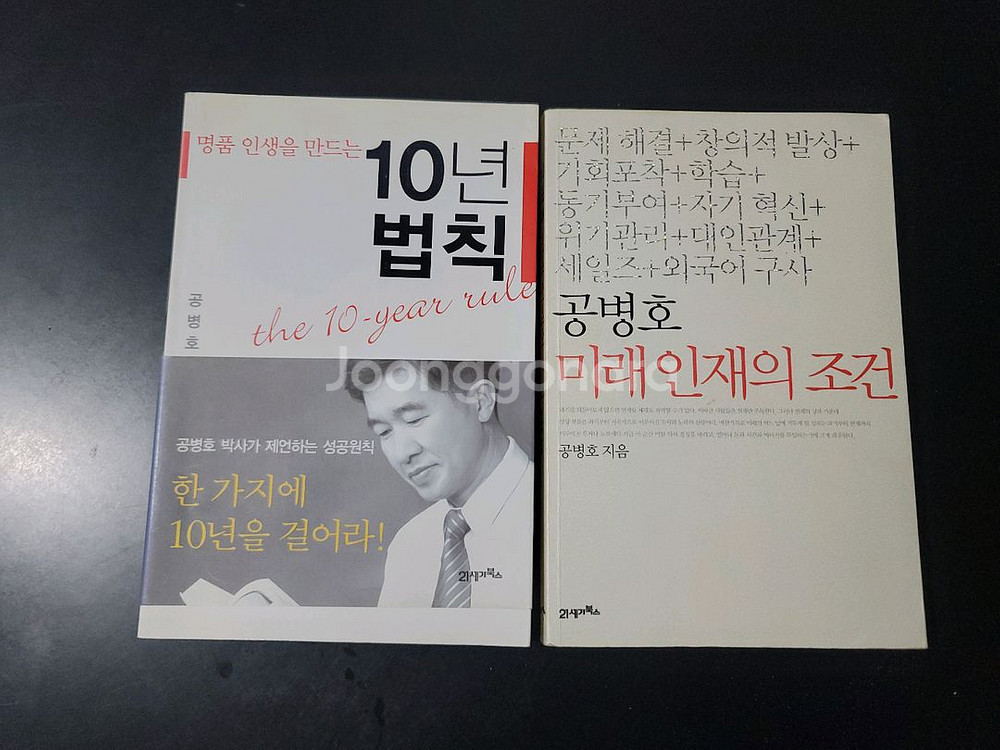 명품 인생을 만드는
10년
법칙
the 10-year rule
공병호
공병호 박사가 제언하는 성공원칙
한 가지에
10년을 걸어라!
21세기북스
문제 해결+창의적 발상+
기회포착+학습+
동기부여+자기 혁신+
위기관리+대인관계+
세일즈+외국어 구사
공병호
미래 인재의 조건
공병호 지음
21세기북스
Joonggonara